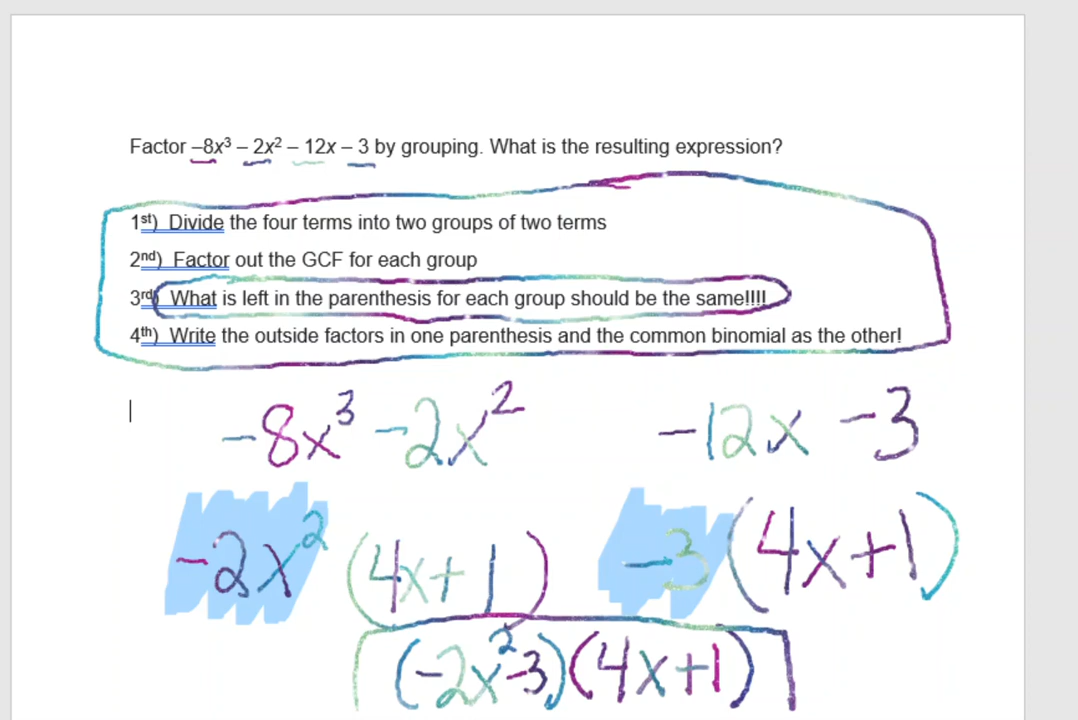 Factor –8x³ – 2x² – 12x – 3 by grouping. What is the resulting expression?
1st) Divide the four terms into two groups of two terms
2nd) Factor out the GCF for each group
3rd) What is left in the parenthesis for each group should be the same!!!!
4th) Write the outside factors in one parenthesis and the common binomial as the other!
-8x³ -2x² -12x -3
-2x² (4x+1) -3 (4x+1)
(-2x²-3)(4x+1)